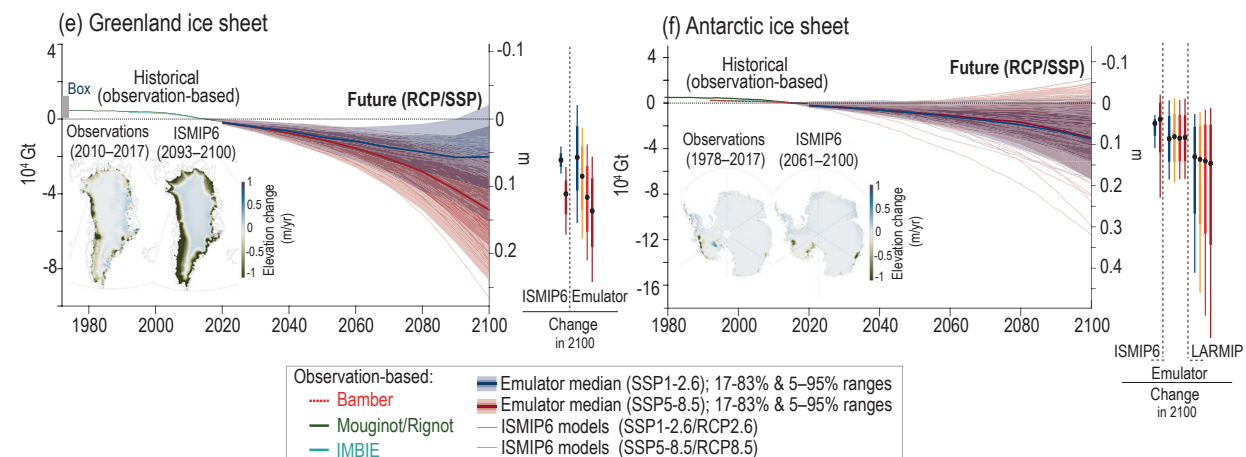 (e) Greenland ice sheet
4
0
-4
-8
10⁴ Gt
Box
Historical
(observation-based)
Future (RCP/SSP)
Observations
(2010–2017)
ISMIP6
(2093–2100)
1
0.5
0
-0.5
-1
Elevation change
(m/yr)
1980
2000
2020
2040
2060
2080
2100
-0.1
0
0.1
0.2
m
ISMIP6
Emulator
Change
in 2100
(f) Antarctic ice sheet
4
0
-4
-8
-12
-16
10⁴ Gt
Historical
(observation-based)
Future (RCP/SSP)
Observations
(1978–2017)
ISMIP6
(2061–2100)
1
0.5
0
-0.5
-1
Elevation change
(m/yr)
1980
2000
2020
2040
2060
2080
2100
-0.1
0
0.1
0.2
0.3
0.4
m
ISMIP6
LARMIP
Emulator
Change
in 2100
Observation-based:
Bamber
Mouginot/Rignot
IMBIE
Emulator median (SSP1-2.6); 17-83% & 5–95% ranges
Emulator median (SSP5-8.5); 17-83% & 5–95% ranges
ISMIP6 models (SSP1-2.6/RCP2.6)
ISMIP6 models (SSP5-8.5/RCP8.5)